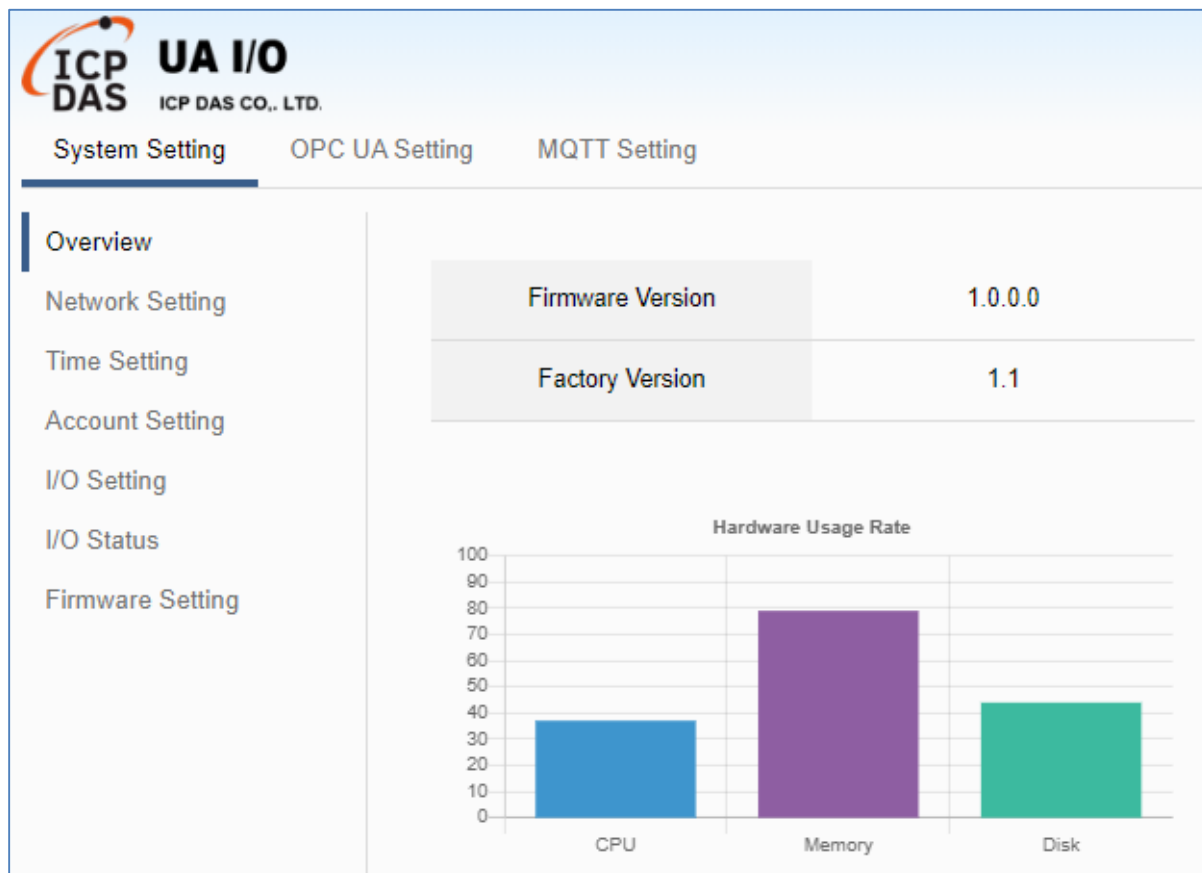 ICP
DAS
UA I/O
ICP DAS CO,. LTD.
System Setting OPC UA Setting MQTT Setting
Overview
Network Setting
Time Setting
Account Setting
I/O Setting
I/O Status
Firmware Setting
Firmware Version 1.0.0.0
Factory Version 1.1
Hardware Usage Rate
100
90
80
70
60
50
40
30
20
10
0
CPU Memory Disk